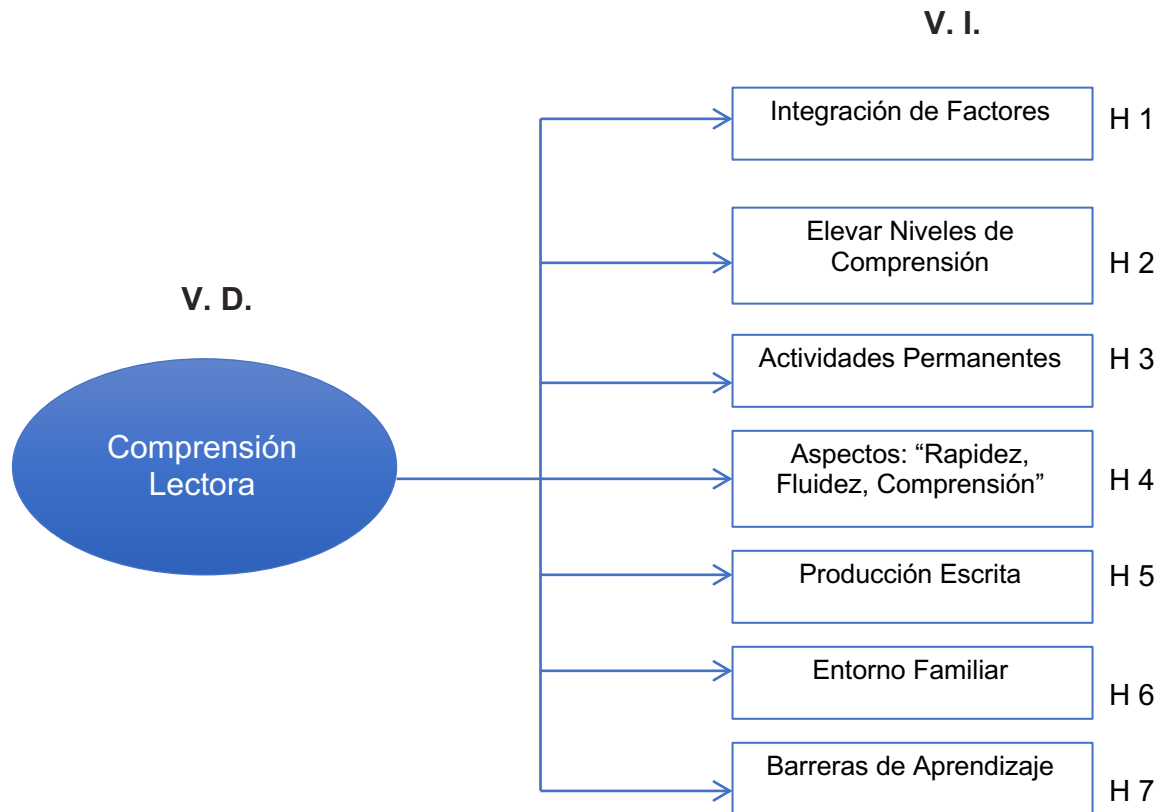 V. I.
Integración de Factores
H 1
Elevar Niveles de
Comprensión
H 2
V. D.
Actividades Permanentes
H 3
Comprensión
Lectora
Aspectos: “Rapidez,
Fluidez, Comprensión”
H 4
Producción Escrita
H 5
Entorno Familiar
H 6
Barreras de Aprendizaje
H 7